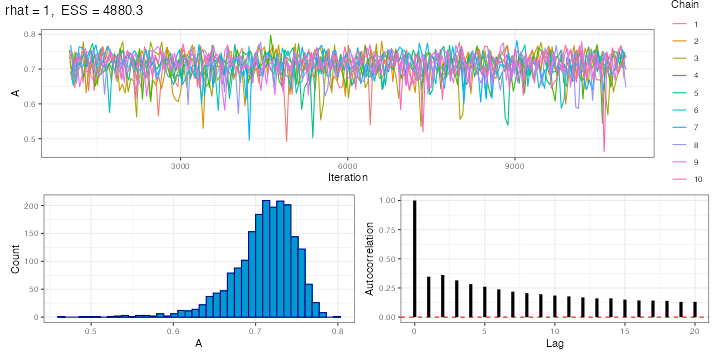 rhat = 1, ESS = 4880.3
Chain
1
2
3
4
5
6
7
8
9
10
0.8
0.7
0.6
0.5
A
3000 6000 9000
Iteration
200
150
100
50
0
Count
0.5 0.6 0.7 0.8
A
1.00
0.75
0.50
0.25
0.00
Autocorrelation
0 5 10 15 20
Lag